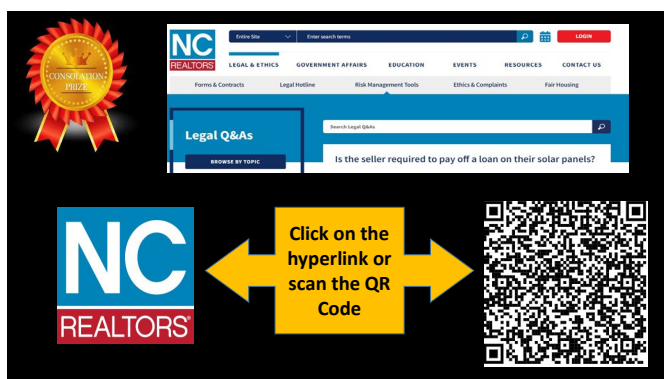 CONSOLATION
PRIZE
NC
REALTORS
Entire Site
Enter search terms
LOGIN
LEGAL & ETHICS
GOVERNMENT AFFAIRS
EDUCATION
EVENTS
RESOURCES
CONTACT US
Forms & Contracts
Legal Hotline
Risk Management Tools
Ethics & Complaints
Fair Housing
Legal Q&As
BROWSE BY TOPIC
Search Legal Q&As
Is the seller required to pay off a loan on their solar panels?
NC
REALTORS®
Click on the
hyperlink or
scan the QR
Code